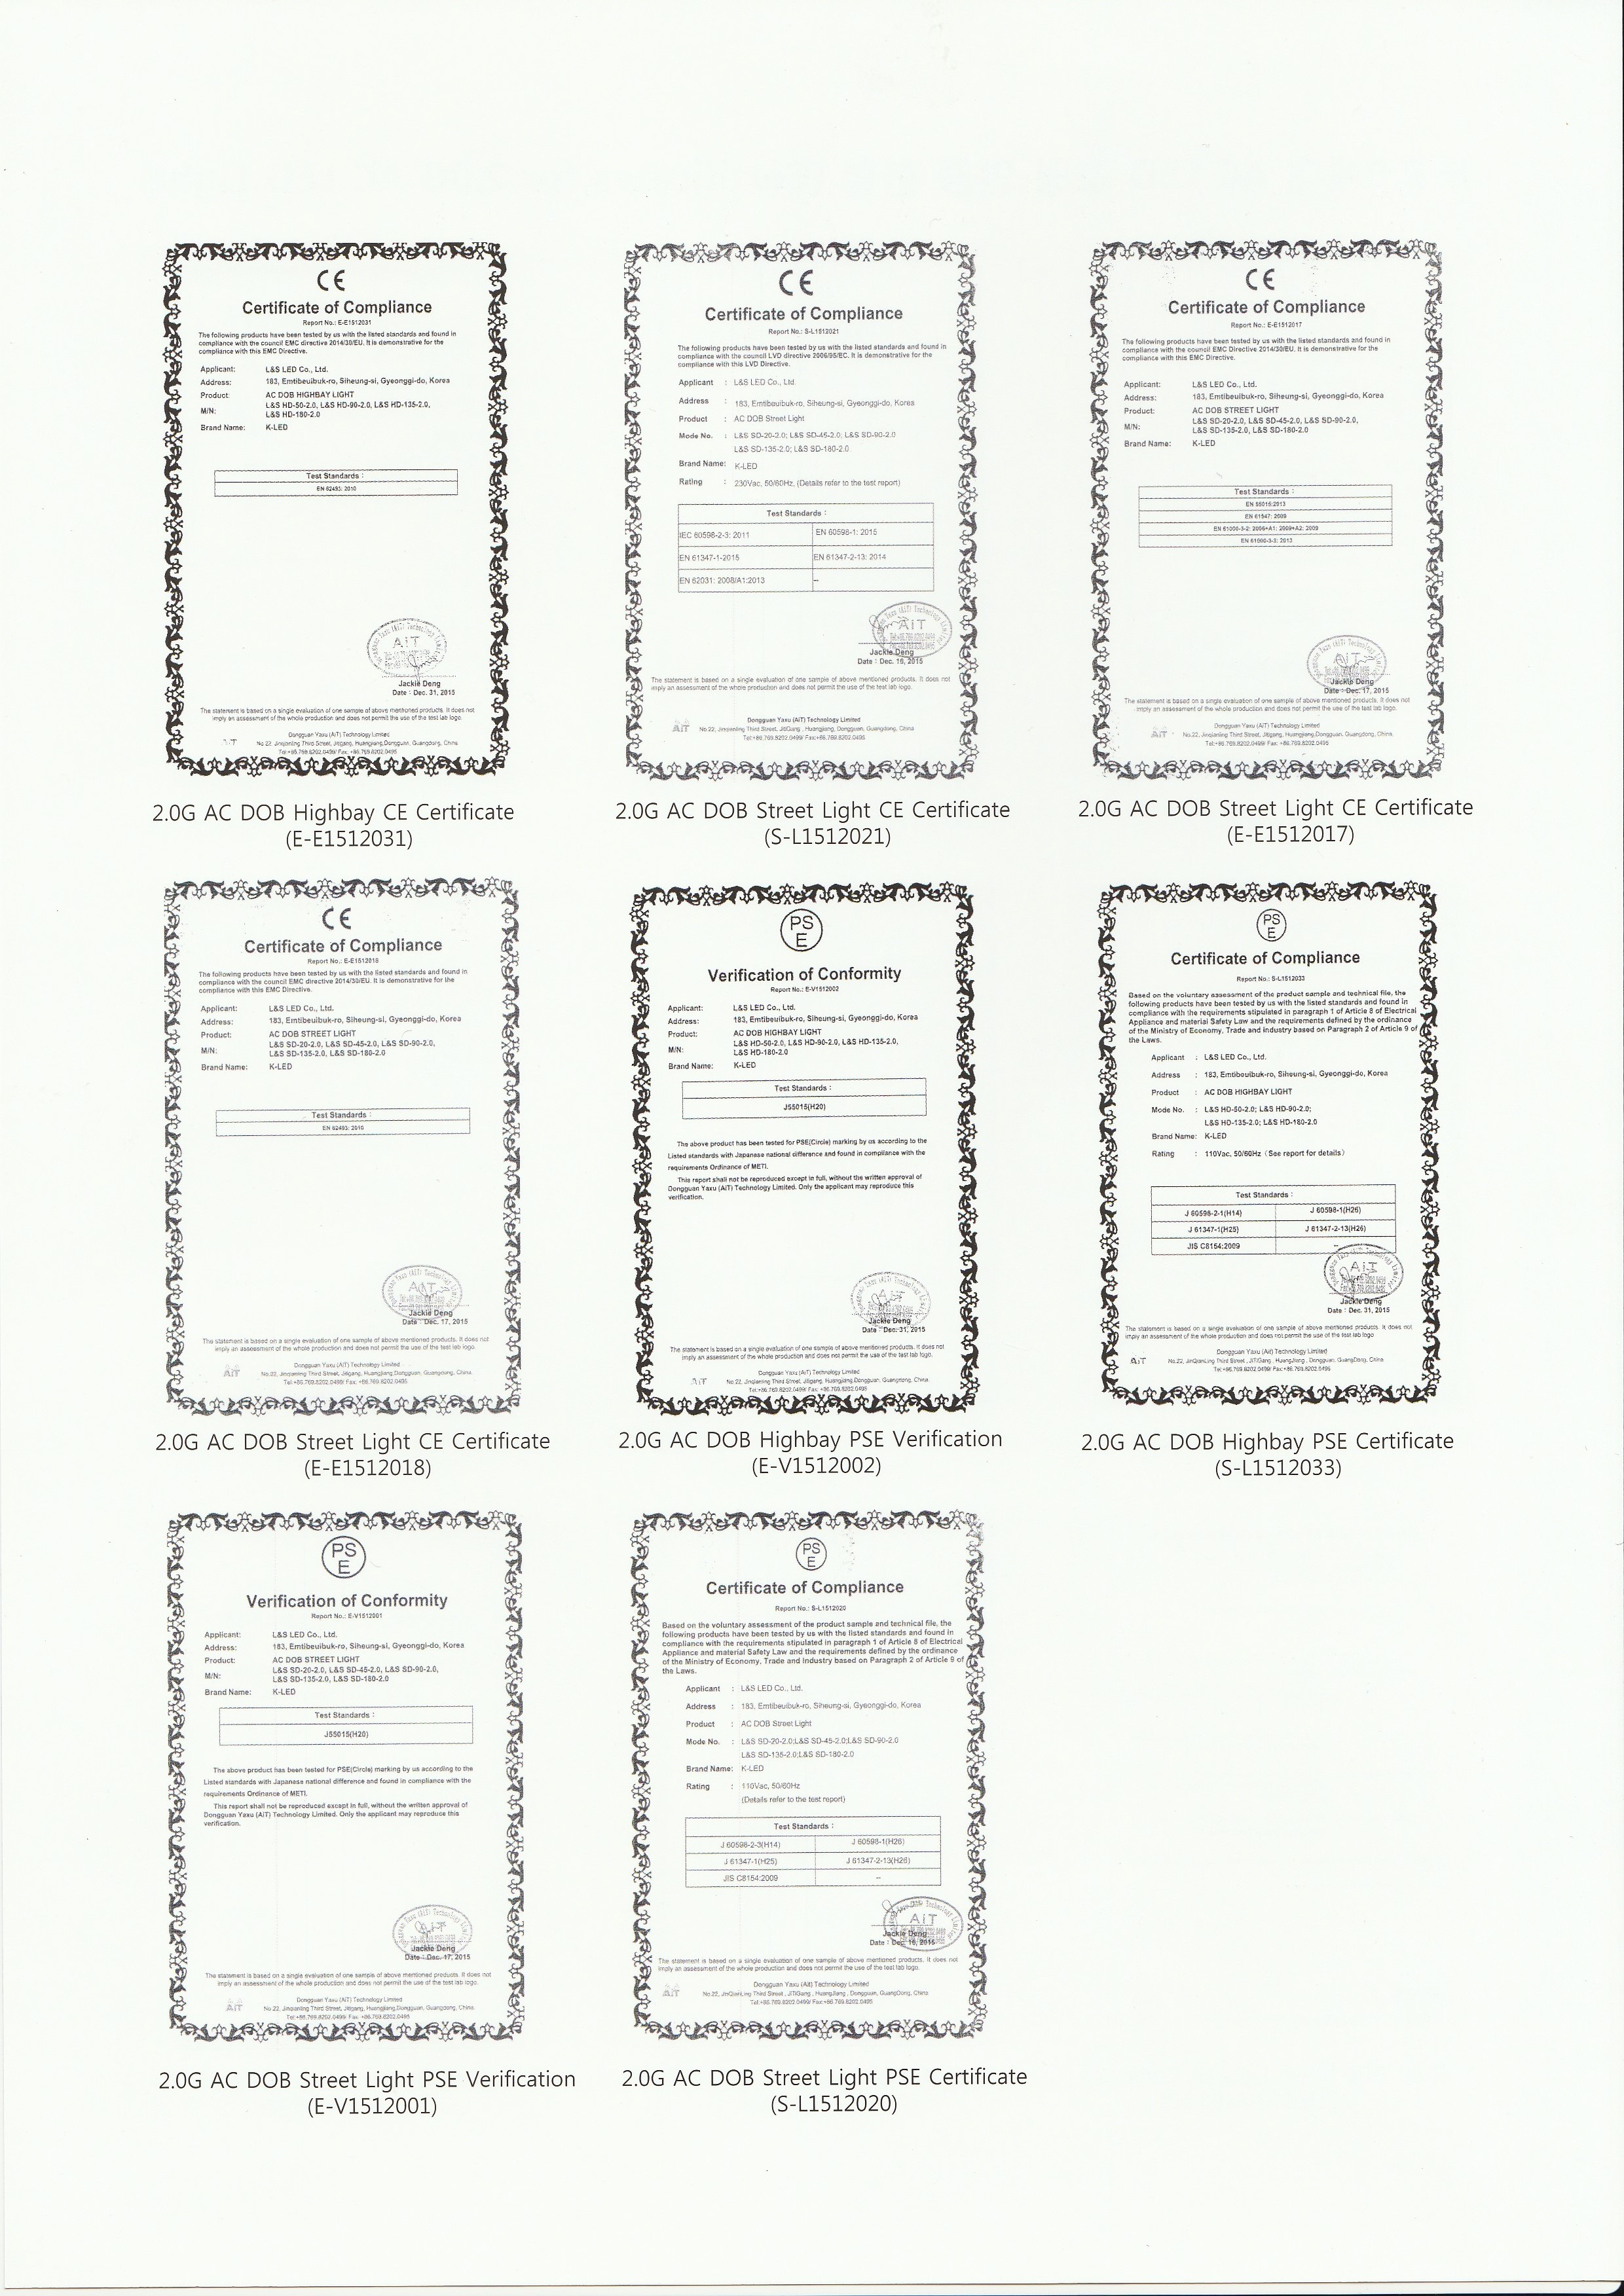 CE
Certificate of Compliance
Report No.: E-E1512031
The following products have been tested by us with the listed standards and found in
compliance with the council EMC directive 2014/30/EU. It is demonstrative for the
compliance with this EMC Directive.
Applicant: L&S LED Co., Ltd.
Address: 183, Emtibeuibuk-ro, Siheung-si, Gyeonggi-do, Korea
Product: AC DOB HIGHBAY LIGHT
M/N: L&S HD-50-2.0, L&S HD-90-2.0, L&S HD-135-2.0,
L&S HD-180-2.0
Brand Name: K-LED
Test Standards :
EN 62493: 2010
AiT
Jackie Deng
Date : Dec. 31, 2015
The statement is based on a single evaluation of one sample of above mentioned products. It does not
imply an assessment of the whole production and does not permit the use of the test lab logo.
Dongguan Yaxu (AiT) Technology Limited
AiT No.22, Jinqianling Third Street, Jitigang, Huangjiang,Dongguan, Guangdong, China
Tel:+86.769.8202.0499/ Fax: +86.769.8202.0495
2.0G AC DOB Highbay CE Certificate
(E-E1512031)
CE
Certificate of Compliance
Report No.: S-L1512021
The following products have been tested by us with the listed standards and found in
compliance with the council LVD directive 2006/95/EC. It is demonstrative for the
compliance with this LVD Directive.
Applicant : L&S LED Co., Ltd.
Address : 183, Emtibeuibuk-ro, Siheung-si, Gyeonggi-do, Korea
Product : AC DOB Street Light
Mode No. : L&S SD-20-2.0; L&S SD-45-2.0; L&S SD-90-2.0
L&S SD-135-2.0; L&S SD-180-2.0
Brand Name: K-LED
Rating : 230Vac, 50/60Hz, (Details refer to the test report)
Test Standards :
IEC 60598-2-3: 2011 EN 60598-1: 2015
EN 61347-1-2015 EN 61347-2-13: 2014
EN 62031: 2008/A1:2013 --
AiT
Jackie Deng
Date : Dec. 16, 2015
The statement is based on a single evaluation of one sample of above mentioned products. It does not
imply an assessment of the whole production and does not permit the use of the test lab logo.
Dongguan Yaxu (AiT) Technology Limited
AiT No.22, Jinqianling Third Street, JitiGang , Huangjiang, Dongguan, Guangdong, China
Tel:+86.769.8202.0499/ Fax:+86.769.8202.0495
2.0G AC DOB Street Light CE Certificate
(S-L1512021)
CE
Certificate of Compliance
Report No.: E-E1512017
The following products have been tested by us with the listed standards and found in
compliance with the council EMC Directive 2014/30/EU. It is demonstrative for the
compliance with this EMC Directive.
Applicant: L&S LED Co., Ltd.
Address: 183, Emtibeuibuk-ro, Siheung-si, Gyeonggi-do, Korea
Product: AC DOB STREET LIGHT
M/N: L&S SD-20-2.0, L&S SD-45-2.0, L&S SD-90-2.0,
L&S SD-135-2.0, L&S SD-180-2.0
Brand Name: K-LED
Test Standards :
EN 55015:2013
EN 61547: 2009
EN 61000-3-2: 2006+A1: 2009+A2: 2009
EN 61000-3-3: 2013
AiT
Jackie Deng
Date : Dec. 17, 2015
The statement is based on a single evaluation of one sample of above mentioned products. It does not
imply an assessment of the whole production and does not permit the use of the test lab logo.
Dongguan Yaxu (AiT) Technology Limited
AiT No.22, Jinqianling Third Street, Jitigang, Huangjiang,Dongguan, Guangdong, China
Tel:+86.769.8202.0499/ Fax: +86.769.8202.0495
2.0G AC DOB Street Light CE Certificate
(E-E1512017)
CE
Certificate of Compliance
Report No.: E-E1512018
The following products have been tested by us with the listed standards and found in
compliance with the council EMC directive 2014/30/EU. It is demonstrative for the
compliance with this EMC Directive.
Applicant: L&S LED Co., Ltd.
Address: 183, Emtibeuibuk-ro, Siheung-si, Gyeonggi-do, Korea
Product: AC DOB STREET LIGHT
M/N: L&S SD-20-2.0, L&S SD-45-2.0, L&S SD-90-2.0,
L&S SD-135-2.0, L&S SD-180-2.0
Brand Name: K-LED
Test Standards :
EN 62493: 2010
AiT
Jackie Deng
Date : Dec. 17, 2015
The statement is based on a single evaluation of one sample of above mentioned products. It does not
imply an assessment of the whole production and does not permit the use of the test lab logo.
Dongguan Yaxu (AiT) Technology Limited
AiT No.22, Jinqianling Third Street, Jitigang, Huangjiang,Dongguan, Guangdong, China
Tel:+86.769.8202.0499/ Fax: +86.769.8202.0495
2.0G AC DOB Street Light CE Certificate
(E-E1512018)
PS
E
Verification of Conformity
Report No.: E-V1512002
Applicant: L&S LED Co., Ltd.
Address: 183, Emtibeuibuk-ro, Siheung-si, Gyeonggi-do, Korea
Product: AC DOB HIGHBAY LIGHT
M/N: L&S HD-50-2.0, L&S HD-90-2.0, L&S HD-135-2.0,
L&S HD-180-2.0
Brand Name: K-LED
Test Standards :
J55015(H20)
The above product has been tested for PSE(Circle) marking by us according to the
Listed standards with Japanese national difference and found in compliance with the
requirements Ordinance of METI.
This report shall not be reproduced except in full, without the written approval of
Dongguan Yaxu (AiT) Technology Limited. Only the applicant may reproduce this
verification.
Jackie Deng
Date : Dec. 31, 2015
The statement is based on a single evaluation of one sample of above mentioned products. It does not
imply an assessment of the whole production and does not permit the use of the test lab logo.
Dongguan Yaxu (AiT) Technology Limited
AiT No.22, Jinqianling Third Street, Jitigang, Huangjiang,Dongguan, Guangdong, China
Tel:+86.769.8202.0499/ Fax: +86.769.8202.0495
2.0G AC DOB Highbay PSE Verification
(E-V1512002)
PS
E
Certificate of Compliance
Report No.: S-L1512033
Based on the voluntary assessment of the product sample and technical file, the
following products have been tested by us with the listed standards and found in
compliance with the requirements stipulated in paragraph 1 of Article 8 of Electrical
Appliance and material Safety Law and the requirements defined by the ordinance
of the Ministry of Economy, Trade and industry based on Paragraph 2 of Article 9 of
the Laws.
Applicant : L&S LED Co., Ltd.
Address : 183, Emtibeuibuk-ro, Siheung-si, Gyeonggi-do, Korea
Product : AC DOB HIGHBAY LIGHT
Mode No. : L&S HD-50-2.0; L&S HD-90-2.0;
L&S HD-135-2.0; L&S HD-180-2.0
Brand Name: K-LED
Rating : 110Vac, 50/60Hz (See report for details)
Test Standards :
J 60598-2-1(H14) J 60598-1(H26)
J 61347-1(H25) J 61347-2-13(H26)
JIS C8154:2009 --
AiT
Jackie Deng
Date : Dec. 31, 2015
The statement is based on a single evaluation of one sample of above mentioned products. It does not
imply an assessment of the whole production and does not permit the use of the test lab logo
Dongguan Yaxu (Ait) Technology Limited
AiT No.22, JinQianLing Third Street , JiTiGang , HuangJiang , Dongguan, GuangDong, China
Tel:+86.769.8202.0499/ Fax:+86.769.8202.0495
2.0G AC DOB Highbay PSE Certificate
(S-L1512033)
PS
E
Verification of Conformity
Report No.: E-V1512001
Applicant: L&S LED Co., Ltd.
Address: 183, Emtibeuibuk-ro, Siheung-si, Gyeonggi-do, Korea
Product: AC DOB STREET LIGHT
M/N: L&S SD-20-2.0, L&S SD-45-2.0, L&S SD-90-2.0,
L&S SD-135-2.0, L&S SD-180-2.0
Brand Name: K-LED
Test Standards :
J55015(H20)
The above product has been tested for PSE(Circle) marking by us according to the
Listed standards with Japanese national difference and found in compliance with the
requirements Ordinance of METI.
This report shall not be reproduced except in full, without the written approval of
Dongguan Yaxu (AiT) Technology Limited. Only the applicant may reproduce this
verification.
Jackie Deng
Date : Dec. 17, 2015
The statement is based on a single evaluation of one sample of above mentioned products. It does not
imply an assessment of the whole production and does not permit the use of the test lab logo.
Dongguan Yaxu (AiT) Technology Limited
AiT No.22, Jinqianling Third Street, Jitigang, Huangjiang,Dongguan, Guangdong, China
Tel:+86.769.8202.0499/ Fax: +86.769.8202.0495
2.0G AC DOB Street Light PSE Verification
(E-V1512001)
PS
E
Certificate of Compliance
Report No.: S-L1512020
Based on the voluntary assessment of the product sample and technical file, the
following products have been tested by us with the listed standards and found in
compliance with the requirements stipulated in paragraph 1 of Article 8 of Electrical
Appliance and material Safety Law and the requirements defined by the ordinance
of the Ministry of Economy, Trade and industry based on Paragraph 2 of Article 9 of
the Laws.
Applicant : L&S LED Co., Ltd.
Address : 183, Emtibeuibuk-ro, Siheung-si, Gyeonggi-do, Korea
Product : AC DOB Street Light
Mode No. : L&S SD-20-2.0;L&S SD-45-2.0;L&S SD-90-2.0
L&S SD-135-2.0;L&S SD-180-2.0
Brand Name: K-LED
Rating : 110Vac, 50/60Hz
(Details refer to the test report)
Test Standards :
J 60598-2-3(H14) J 60598-1(H26)
J 61347-1(H25) J 61347-2-13(H26)
JIS C8154:2009 --
AiT
Jackie Deng
Date : Dec. 16, 2015
The statement is based on a single evaluation of one sample of above mentioned products. It does not
imply an assessment of the whole production and does not permit the use of the test lab logo.
Dongguan Yaxu (Ait) Technology Limited
AiT No.22, JinQianLing Third Street , JiTiGang , HuangJiang , Dongguan, GuangDong, China
Tel:+86.769.8202.0499/ Fax:+86.769.8202.0495
2.0G AC DOB Street Light PSE Certificate
(S-L1512020)